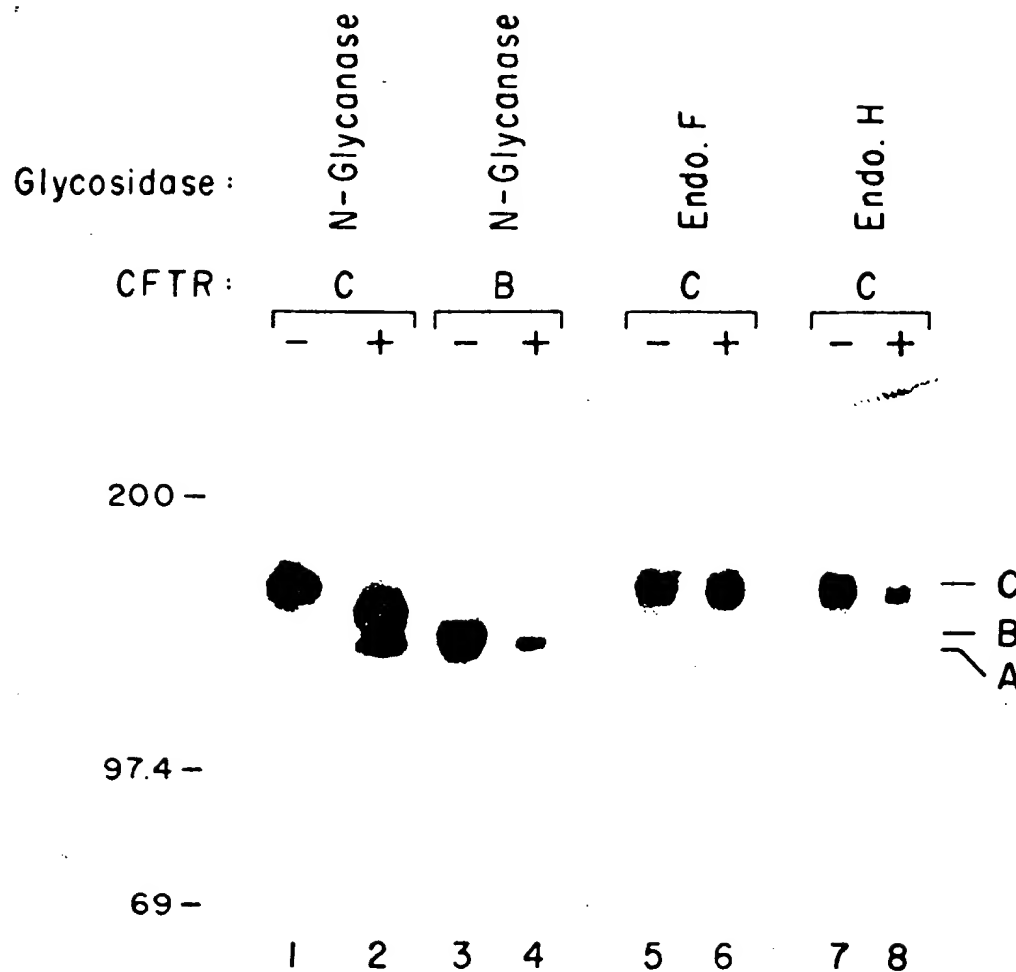 Glycosidase: N-Glycanase N-Glycanase Endo. F Endo. H
CFTR: C B C C
- + - + - + - +
200-
C
B
A
97.4-
69-
1 2 3 4 5 6 7 8